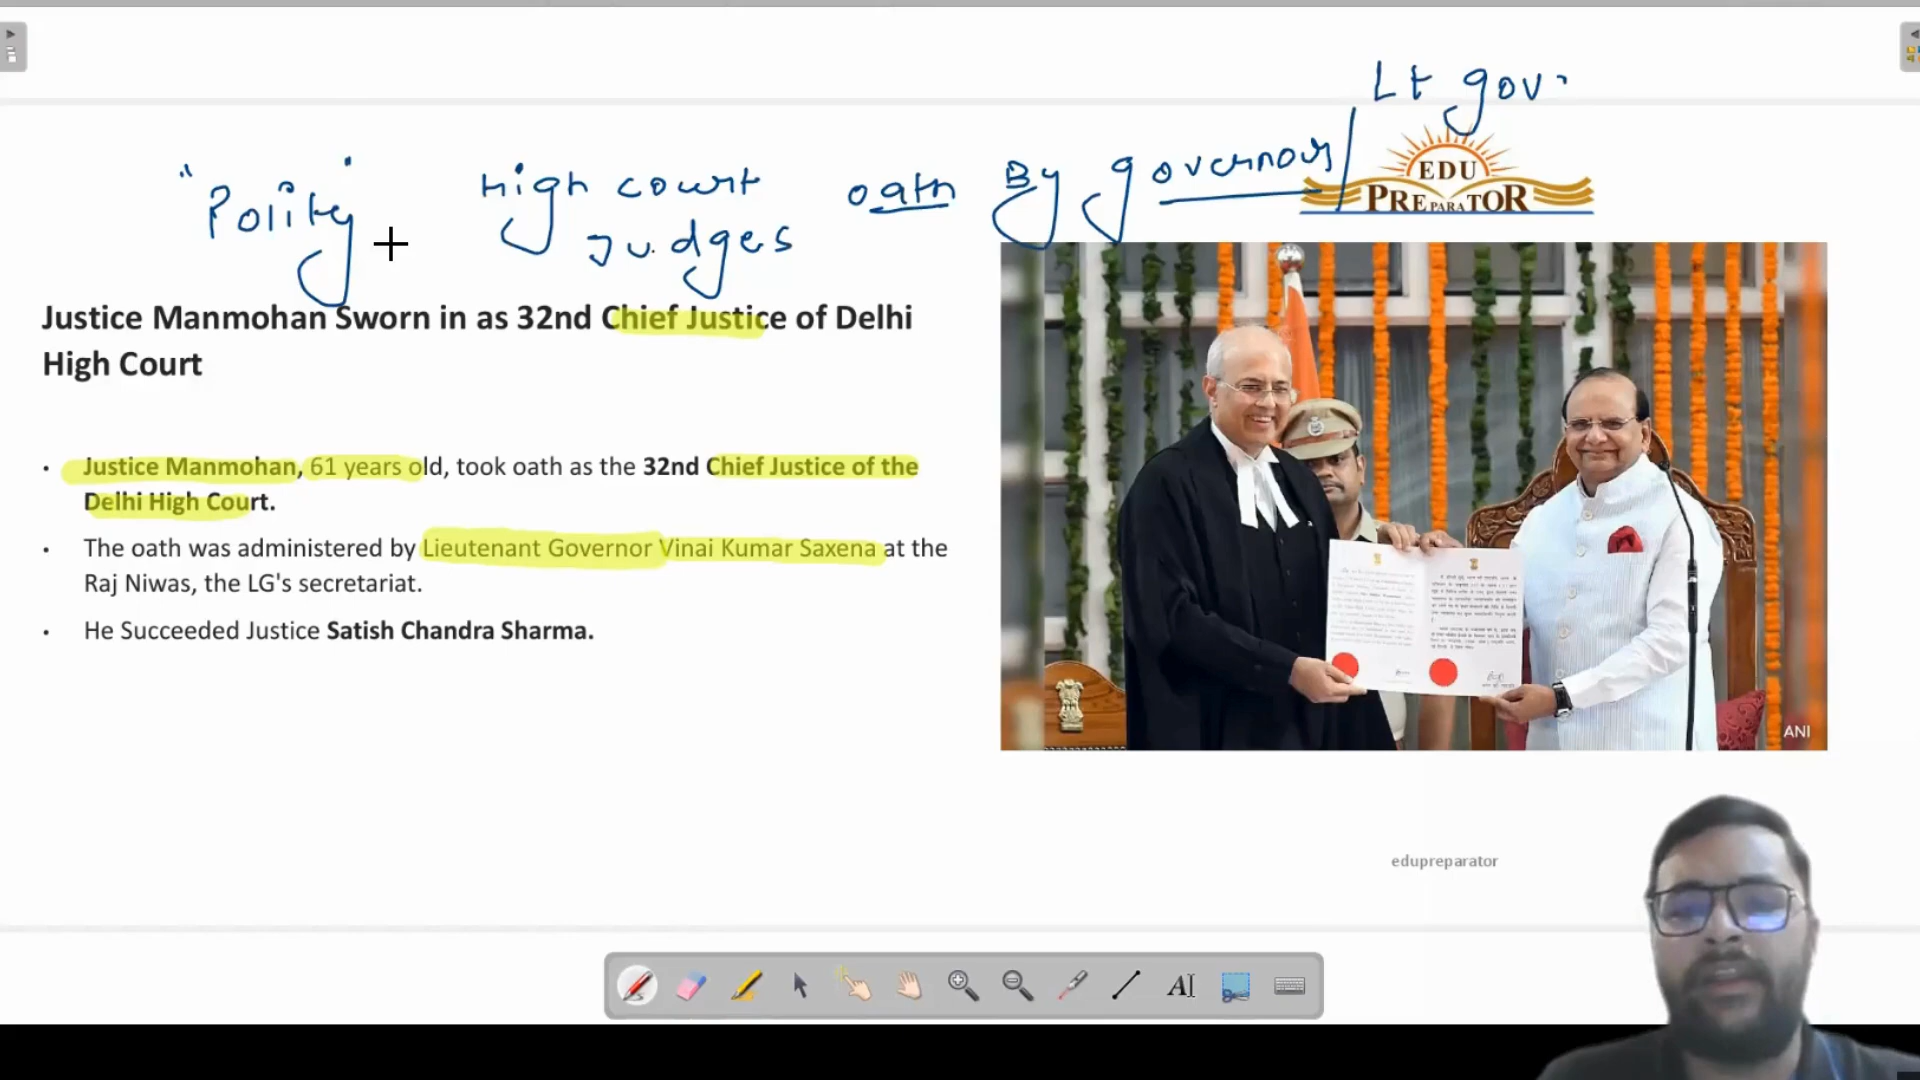 Lt gov.
"Polity" High court oath By governors/
Judges
EDU
PREPARATOR
Justice Manmohan Sworn in as 32nd Chief Justice of Delhi
High Court
• Justice Manmohan, 61 years old, took oath as the 32nd Chief Justice of the
Delhi High Court.
• The oath was administered by Lieutenant Governor Vinai Kumar Saxena at the
Raj Niwas, the LG's secretariat.
• He Succeeded Justice Satish Chandra Sharma.
ANI
edupreparator
AI